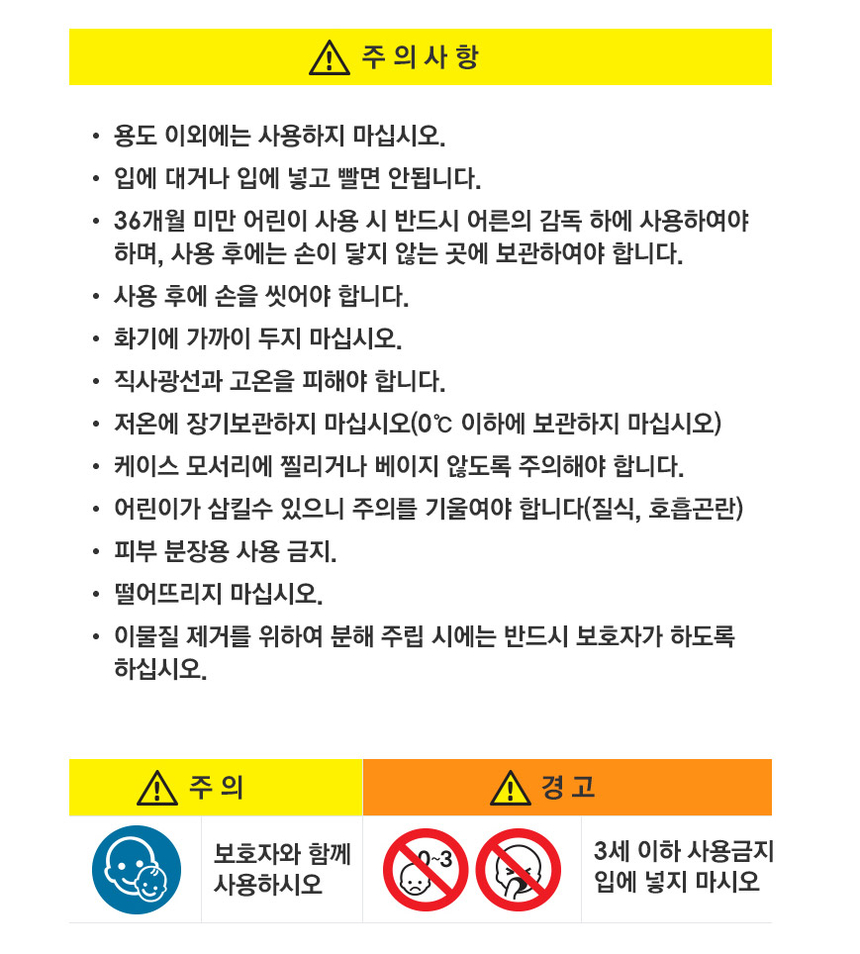 주의사항
• 용도 이외에는 사용하지 마십시오.
• 입에 대거나 입에 넣고 빨면 안됩니다.
• 36개월 미만 어린이 사용 시 반드시 어른의 감독 하에 사용하여야
하며, 사용 후에는 손이 닿지 않는 곳에 보관하여야 합니다.
• 사용 후에 손을 씻어야 합니다.
• 화기에 가까이 두지 마십시오.
• 직사광선과 고온을 피해야 합니다.
• 저온에 장기보관하지 마십시오(0℃ 이하에 보관하지 마십시오)
• 케이스 모서리에 찔리거나 베이지 않도록 주의해야 합니다.
• 어린이가 삼킬수 있으니 주의를 기울여야 합니다(질식, 호흡곤란)
• 피부 분장용 사용 금지.
• 떨어뜨리지 마십시오.
• 이물질 제거를 위하여 분해 주립 시에는 반드시 보호자가 하도록
하십시오.
주의
보호자와 함께
사용하시오
경고
0~3
3세 이하 사용금지
입에 넣지 마시오